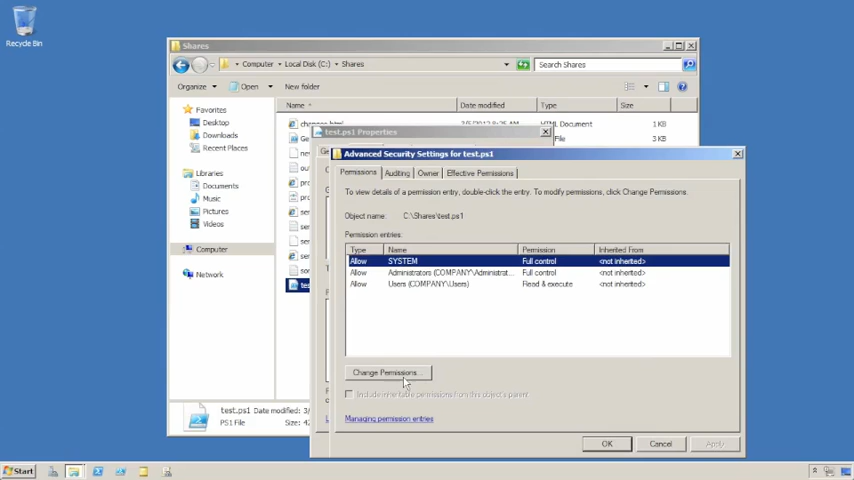 Recycle Bin
Shares
Computer Local Disk (C:) Shares
Search Shares
Organize Open New folder
Name Date modified Type Size
Favorites
Desktop
Downloads
Recent Places
Libraries
Documents
Music
Pictures
Videos
Computer
Network
HTML Document 1 KB
File 3 KB
test.ps1 Properties
Advanced Security Settings for test.ps1
Permissions Auditing Owner Effective Permissions
To view details of a permission entry, double-click the entry. To modify permissions, click Change Permissions.
Object name: C:\Shares\test.ps1
Permission entries:
Type Name Permission Inherited From
Allow SYSTEM Full control <not inherited>
Allow Administrators (COMPANY\Administrat... Full control <not inherited>
Allow Users (COMPANY\Users) Read & execute <not inherited>
Change Permissions...
Include inheritable permissions from this object's parent
Managing permission entries
OK Cancel Apply
test.ps1 Date modified: 3/
PS1 File
Start